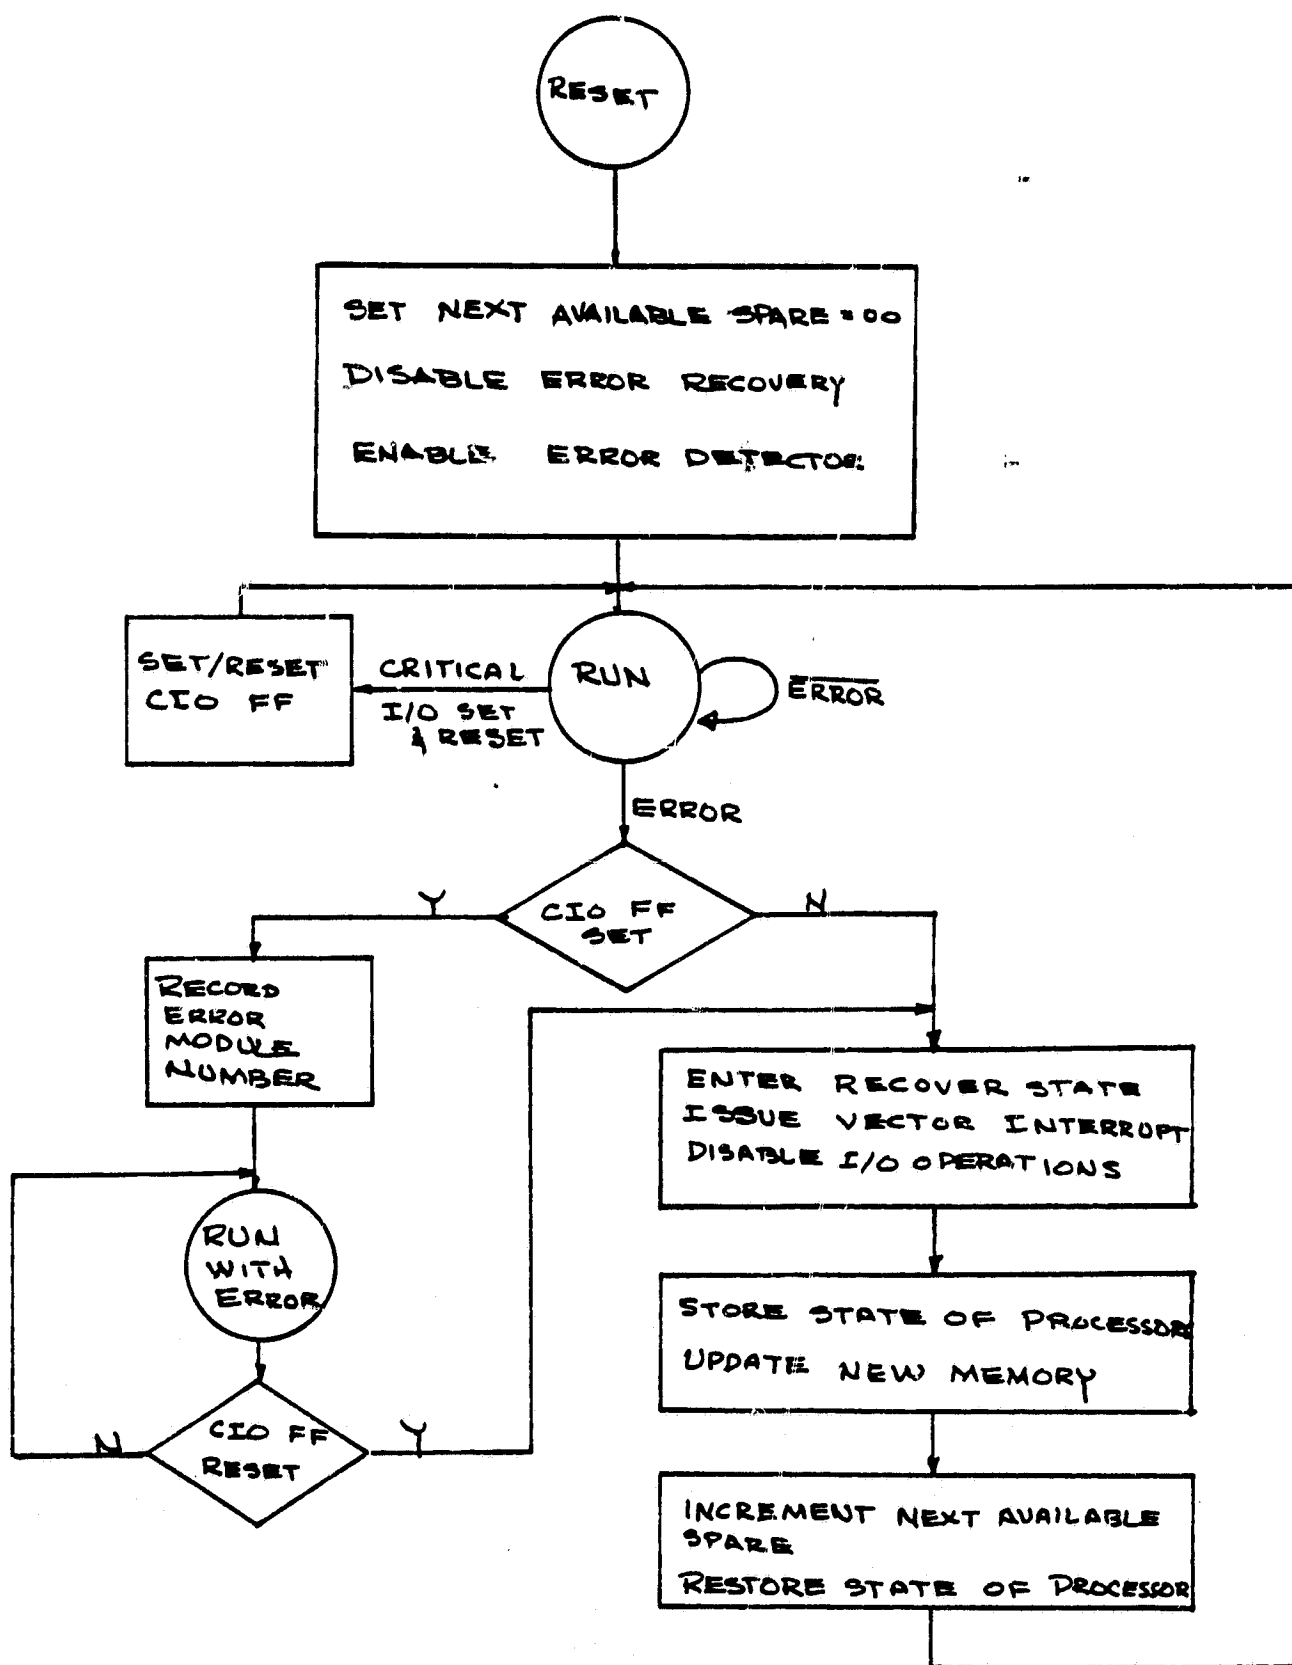 RESET
SET NEXT AVAILABLE SPARE = 00
DISABLE ERROR RECOVERY
ENABLE ERROR DETECTOR
SET/RESET
CIO FF
CRITICAL
I/O SET
& RESET
RUN
ERROR
ERROR
CIO FF
SET
Y
N
RECORD
ERROR
MODULE
NUMBER
ENTER RECOVER STATE
ISSUE VECTOR INTERRUPT
DISABLE I/O OPERATIONS
RUN
WITH
ERROR
STORE STATE OF PROCESSOR
UPDATE NEW MEMORY
CIO FF
RESET
N
Y
INCREMENT NEXT AVAILABLE
SPARE
RESTORE STATE OF PROCESSOR